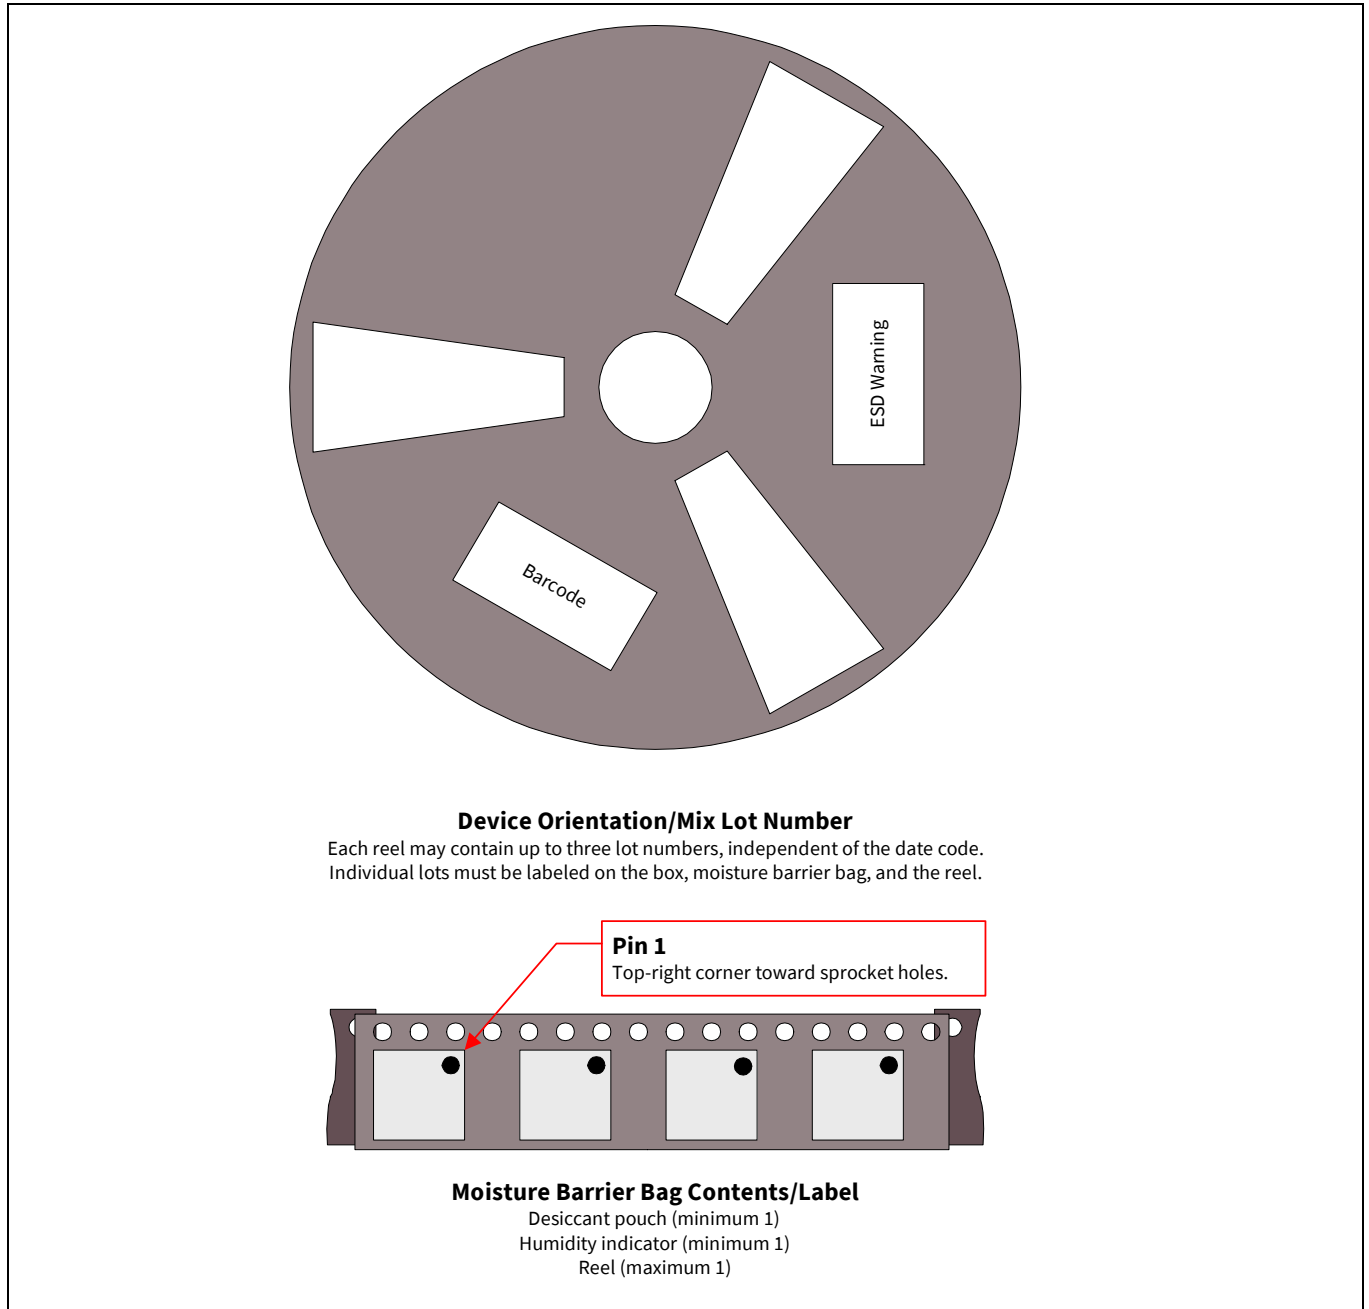 ESD Warning
Barcode
Device Orientation/Mix Lot Number
Each reel may contain up to three lot numbers, independent of the date code.
Individual lots must be labeled on the box, moisture barrier bag, and the reel.
Pin 1
Top-right corner toward sprocket holes.
Moisture Barrier Bag Contents/Label
Desiccant pouch (minimum 1)
Humidity indicator (minimum 1)
Reel (maximum 1)